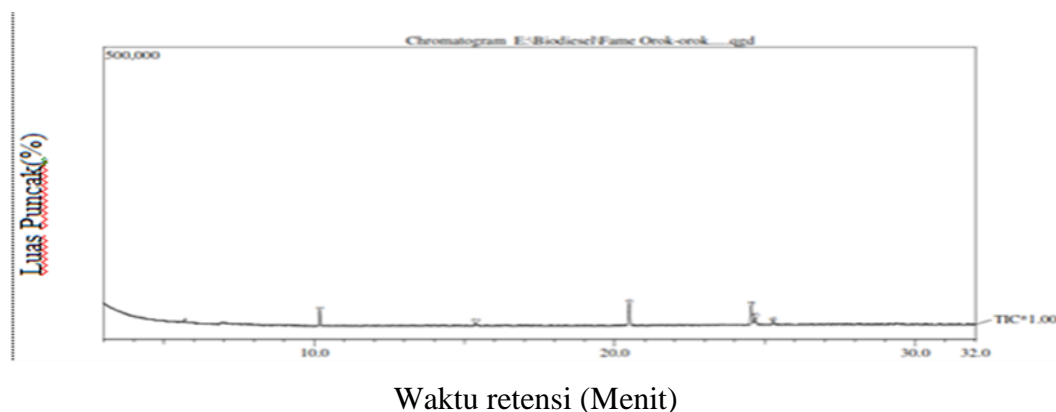 Chromatogram E:\Biodiesel\Fame Orok-orok.....qgd
500,000
Luas Puncak(%)
TIC*1.00
10.0 20.0 30.0 32.0
Waktu retensi (Menit)